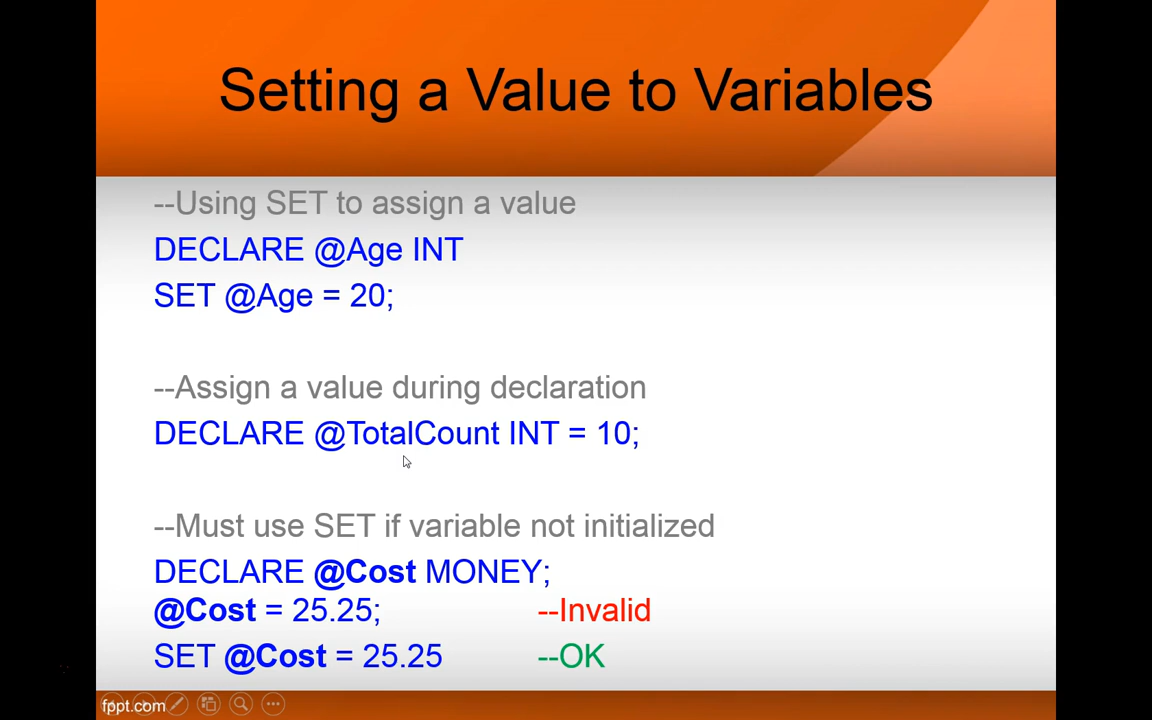 Setting a Value to Variables
--Using SET to assign a value
DECLARE @Age INT
SET @Age = 20;
--Assign a value during declaration
DECLARE @TotalCount INT = 10;
--Must use SET if variable not initialized
DECLARE @Cost MONEY;
@Cost = 25.25; --Invalid
SET @Cost = 25.25 --OK
fppt.com